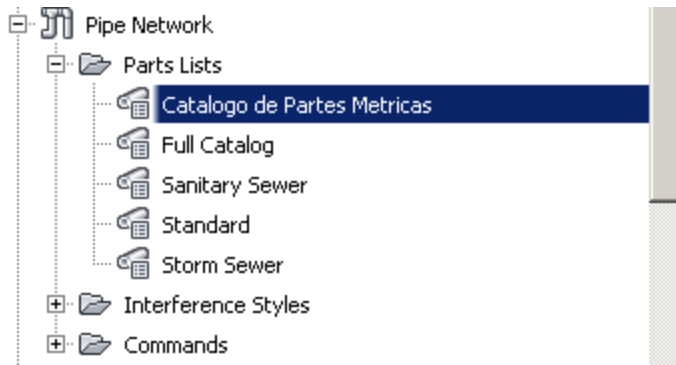 Pipe Network
Parts Lists
Catalogo de Partes Metricas
Full Catalog
Sanitary Sewer
Standard
Storm Sewer
Interference Styles
Commands